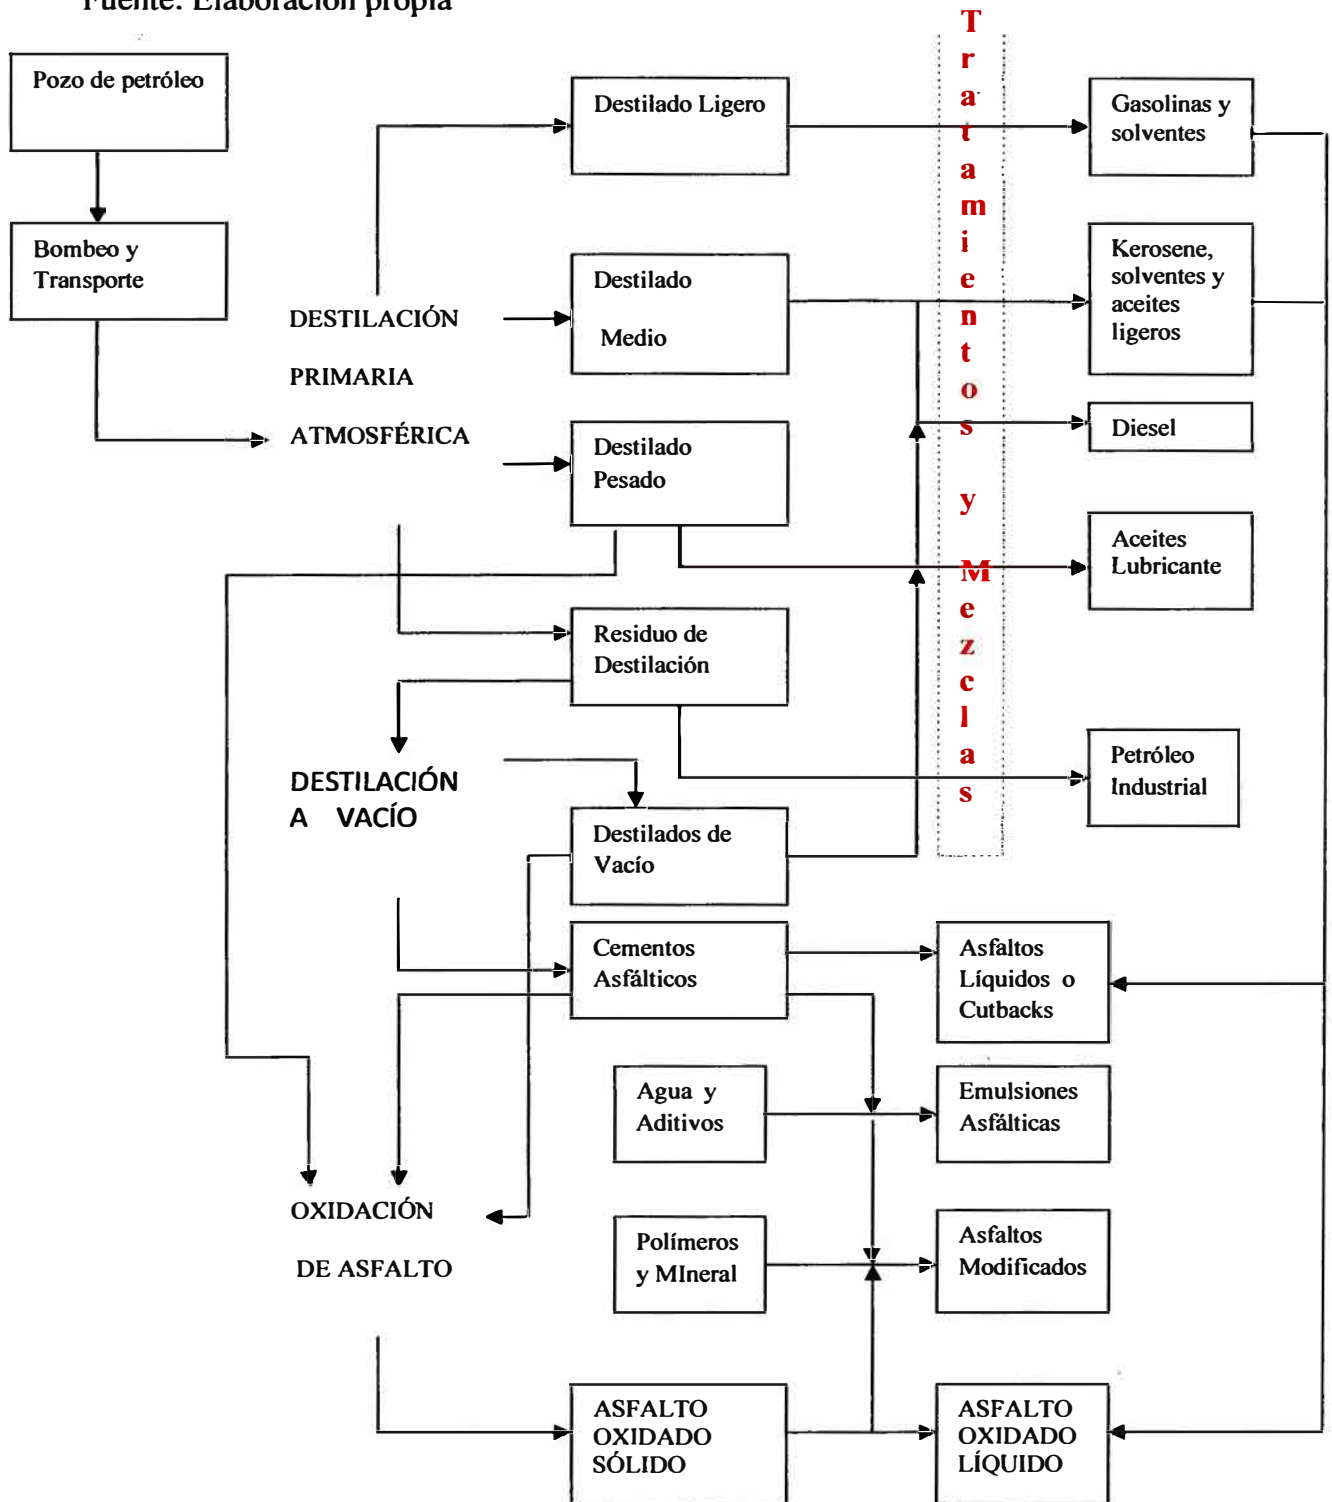 Fuente: Elaboración propia
Pozo de petróleo
Bombeo y
Transporte
DESTILACIÓN
PRIMARIA
ATMOSFÉRICA
Destilado Ligero
Destilado
Medio
Destilado
Pesado
Residuo de
Destilación
DESTILACIÓN
A VACÍO
Destilados de
Vacío
Cementos
Asfálticos
Agua y
Aditivos
Polímeros
y MIneral
OXIDACIÓN
DE ASFALTO
ASFALTO
OXIDADO
SÓLIDO
Tratamientos y Mezclas
Gasolinas y
solventes
Kerosene,
solventes y
aceites
ligeros
Diesel
Aceites
Lubricante
Petróleo
Industrial
Asfaltos
Líquidos o
Cutbacks
Emulsiones
Asfálticas
Asfaltos
Modificados
ASFALTO
OXIDADO
LÍQUIDO